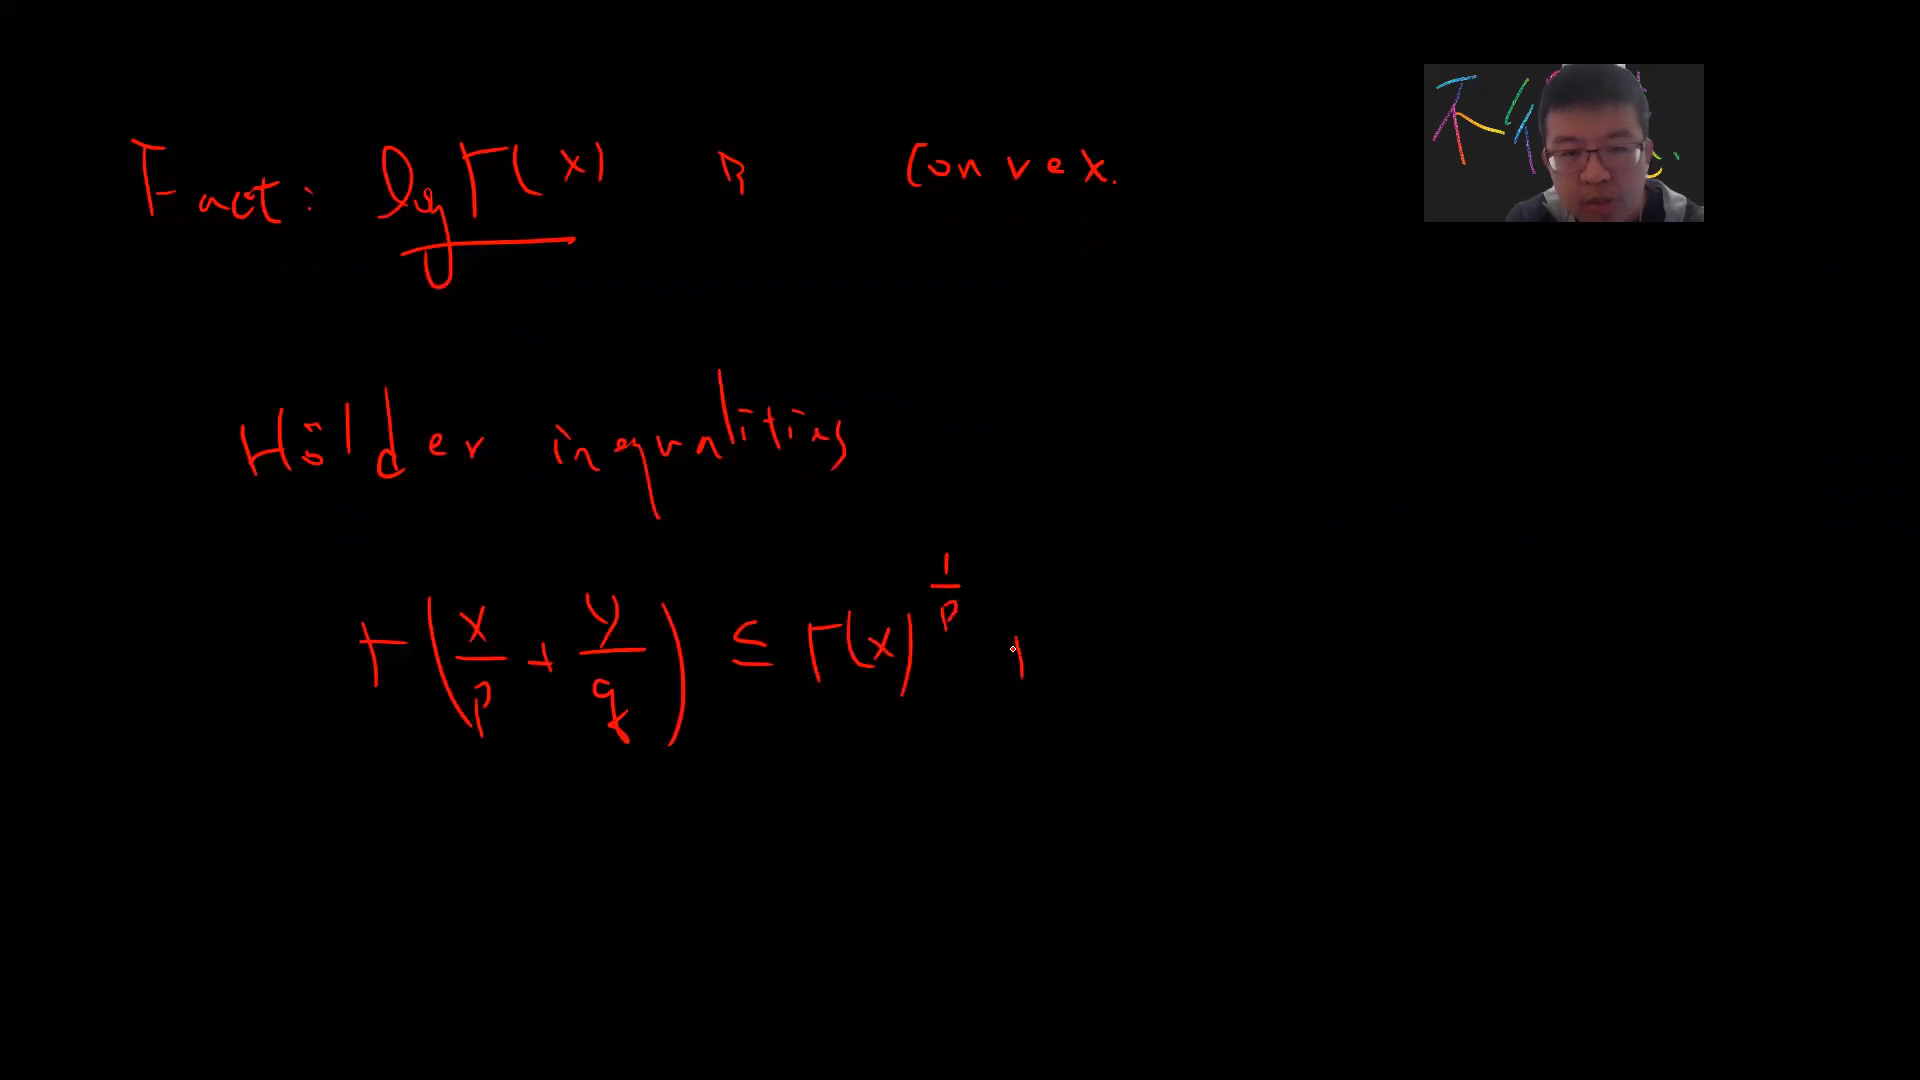 Fact: log Γ(x) is convex.
Hölder inequalities
Γ(x/p + y/q) ≤ Γ(x)^(1/p)